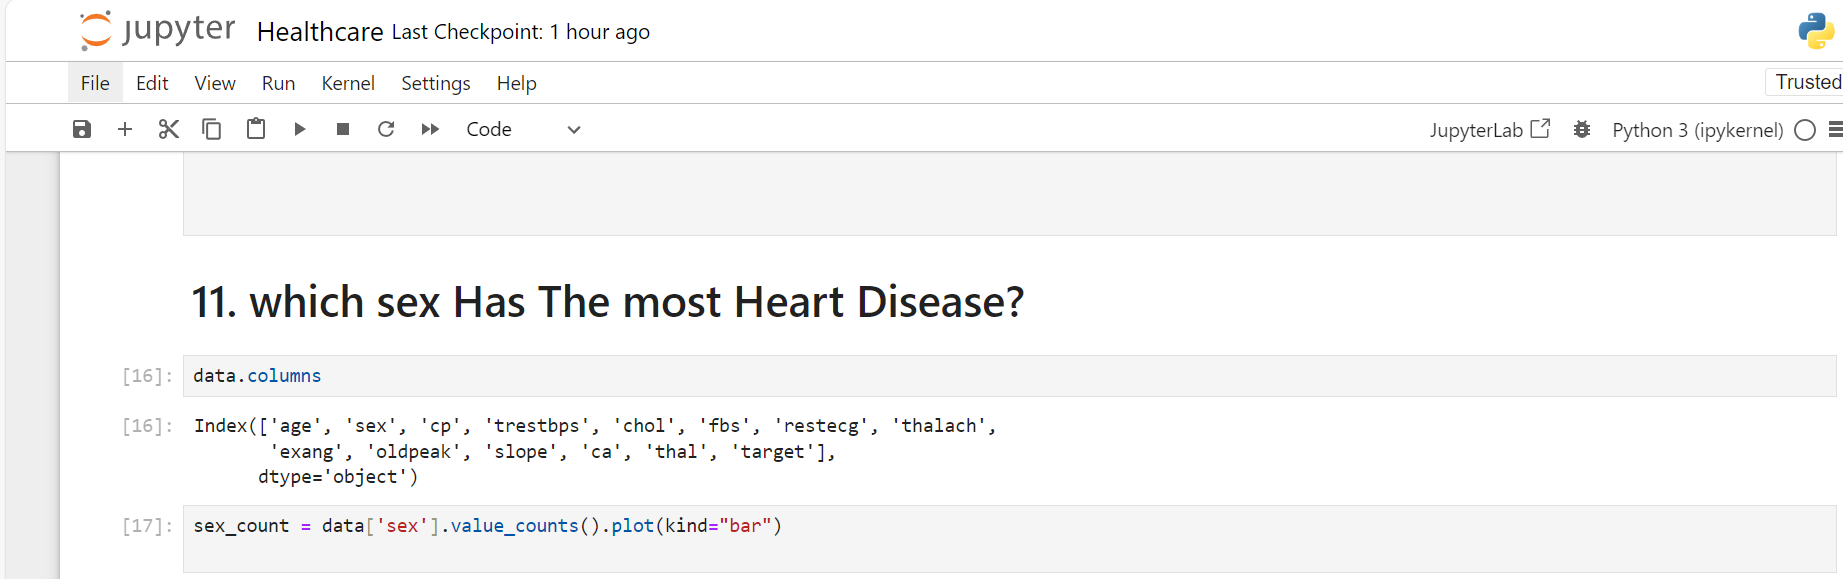 jupyter Healthcare Last Checkpoint: 1 hour ago
File Edit View Run Kernel Settings Help
Trusted
Code
JupyterLab
Python 3 (ipykernel)
11. which sex Has The most Heart Disease?
[16]: data.columns
[16]: Index(['age', 'sex', 'cp', 'trestbps', 'chol', 'fbs', 'restecg', 'thalach',
'exang', 'oldpeak', 'slope', 'ca', 'thal', 'target'],
dtype='object')
[17]: sex_count = data['sex'].value_counts().plot(kind="bar")